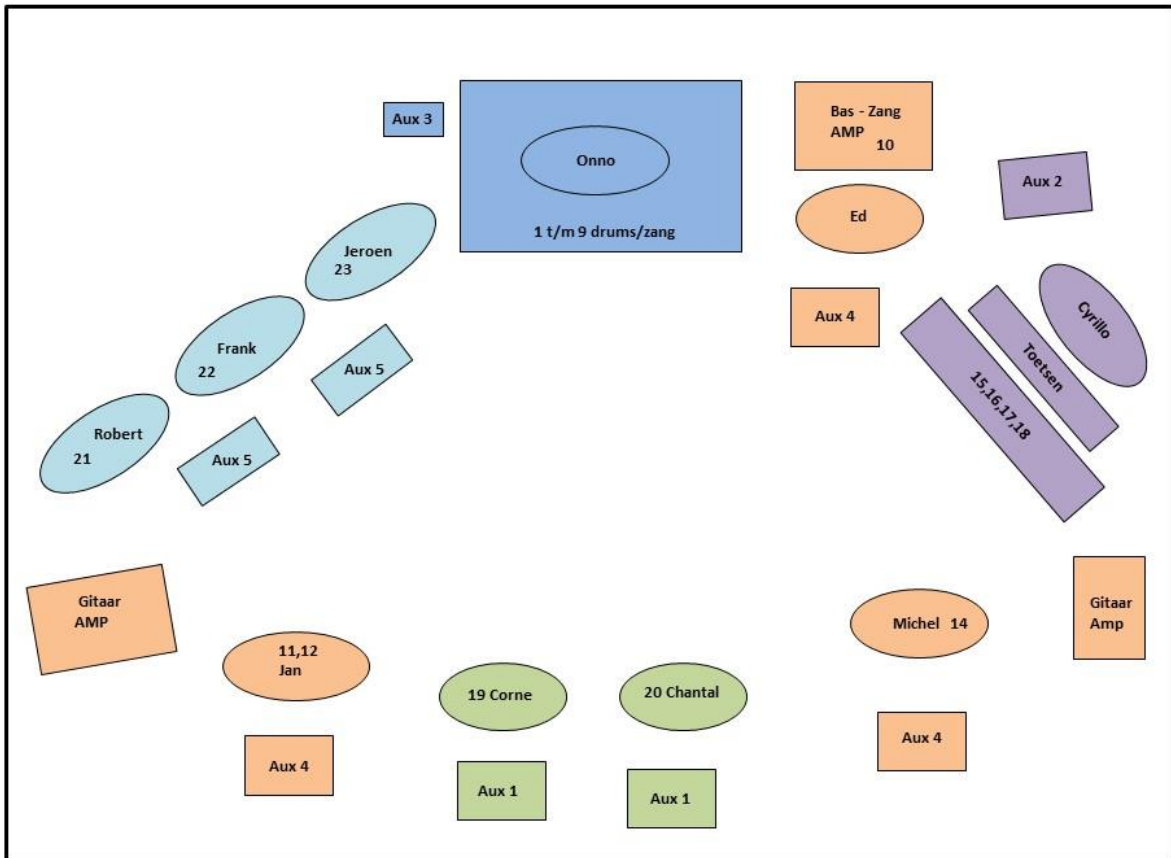 Aux 3
Onno
1 t/m 9 drums/zang
Bas - Zang
AMP
10
Ed
Aux 4
Aux 2
Cyrillo
Toetsen
15,16,17,18
Jeroen
23
Frank
22
Robert
21
Aux 5
Aux 5
Gitaar
AMP
11,12
Jan
Aux 4
19 Corne
Aux 1
20 Chantal
Aux 1
Michel 14
Aux 4
Gitaar
Amp